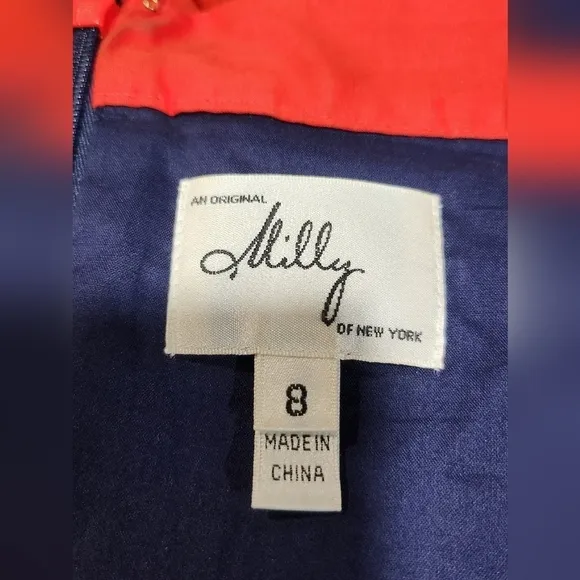 AN ORIGINAL
Milly
OF NEW YORK
8
MADE IN
CHINA